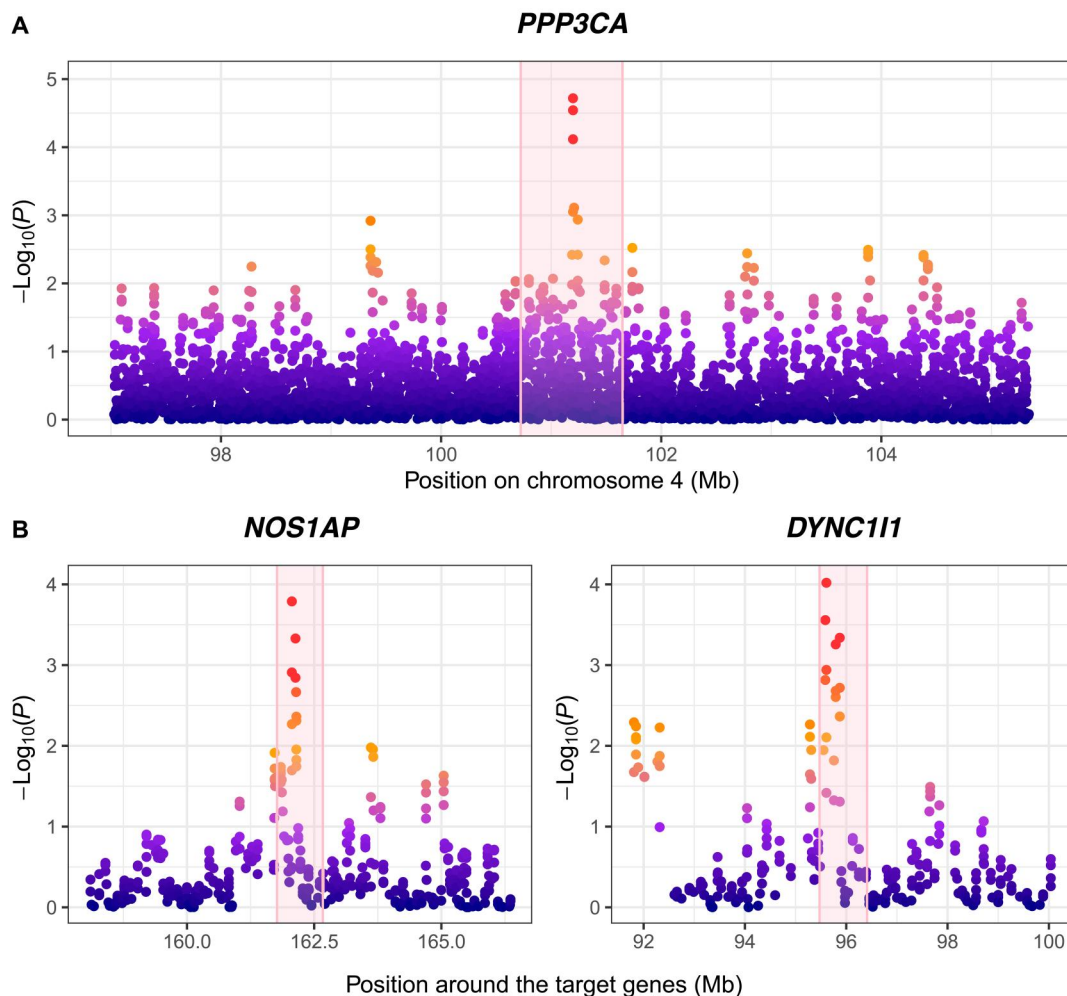 A
PPP3CA
−Log10(P)
5
4
3
2
1
0
98
100
102
104
Position on chromosome 4 (Mb)
B
NOS1AP
DYNC1I1
−Log10(P)
4
3
2
1
0
160.0
162.5
165.0
−Log10(P)
4
3
2
1
0
92
94
96
98
100
Position around the target genes (Mb)